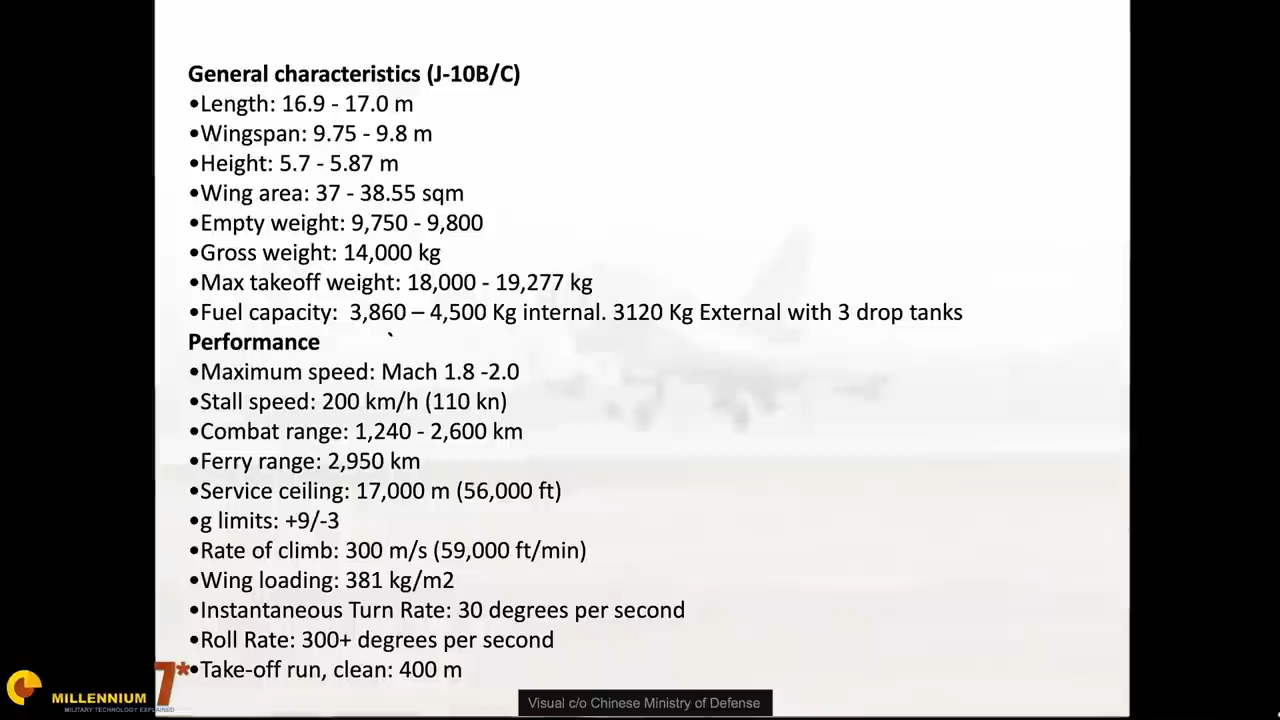 General characteristics (J-10B/C)
•Length: 16.9 - 17.0 m
•Wingspan: 9.75 - 9.8 m
•Height: 5.7 - 5.87 m
•Wing area: 37 - 38.55 sqm
•Empty weight: 9,750 - 9,800
•Gross weight: 14,000 kg
•Max takeoff weight: 18,000 - 19,277 kg
•Fuel capacity:  3,860 – 4,500 Kg internal. 3120 Kg External with 3 drop tanks
Performance `
•Maximum speed: Mach 1.8 -2.0
•Stall speed: 200 km/h (110 kn)
•Combat range: 1,240 - 2,600 km
•Ferry range: 2,950 km
•Service ceiling: 17,000 m (56,000 ft)
•g limits: +9/-3
•Rate of climb: 300 m/s (59,000 ft/min)
•Wing loading: 381 kg/m2
•Instantaneous Turn Rate: 30 degrees per second
•Roll Rate: 300+ degrees per second
•Take-off run, clean: 400 m
MILLENNIUM 7*
MILITARY TECHNOLOGY EXPLAINED
Visual c/o Chinese Ministry of Defense